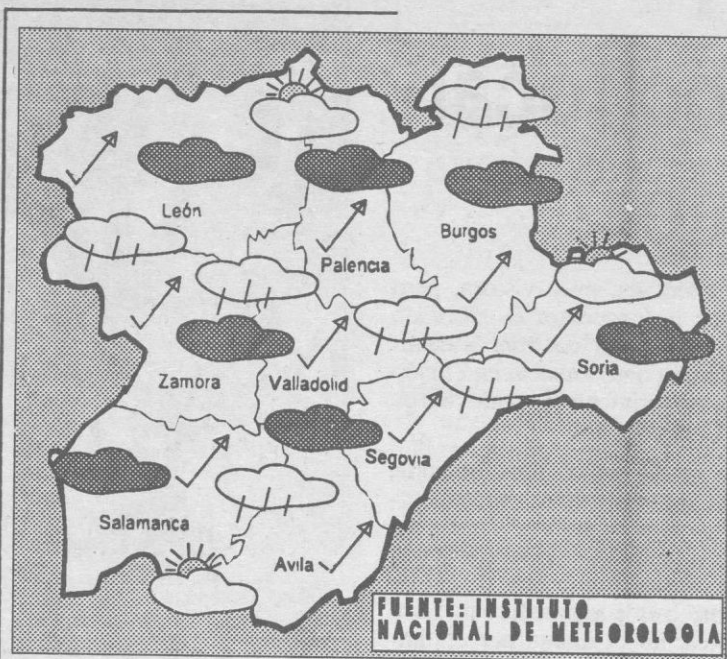 León
Burgos
Palencia
Zamora
Valladolid
Soria
Segovia
Salamanca
Avila
FUENTE: INSTITUTO
NACIONAL DE METEOROLOGIA